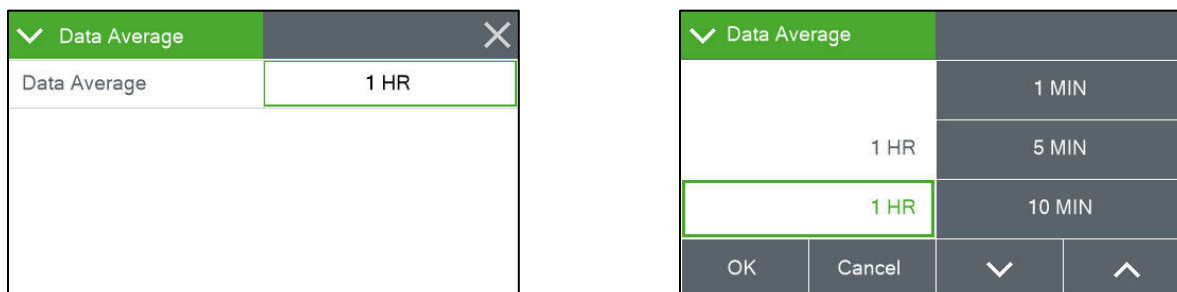 Data Average
Data Average 1 HR
Data Average
1 MIN
1 HR 5 MIN
1 HR 10 MIN
OK Cancel